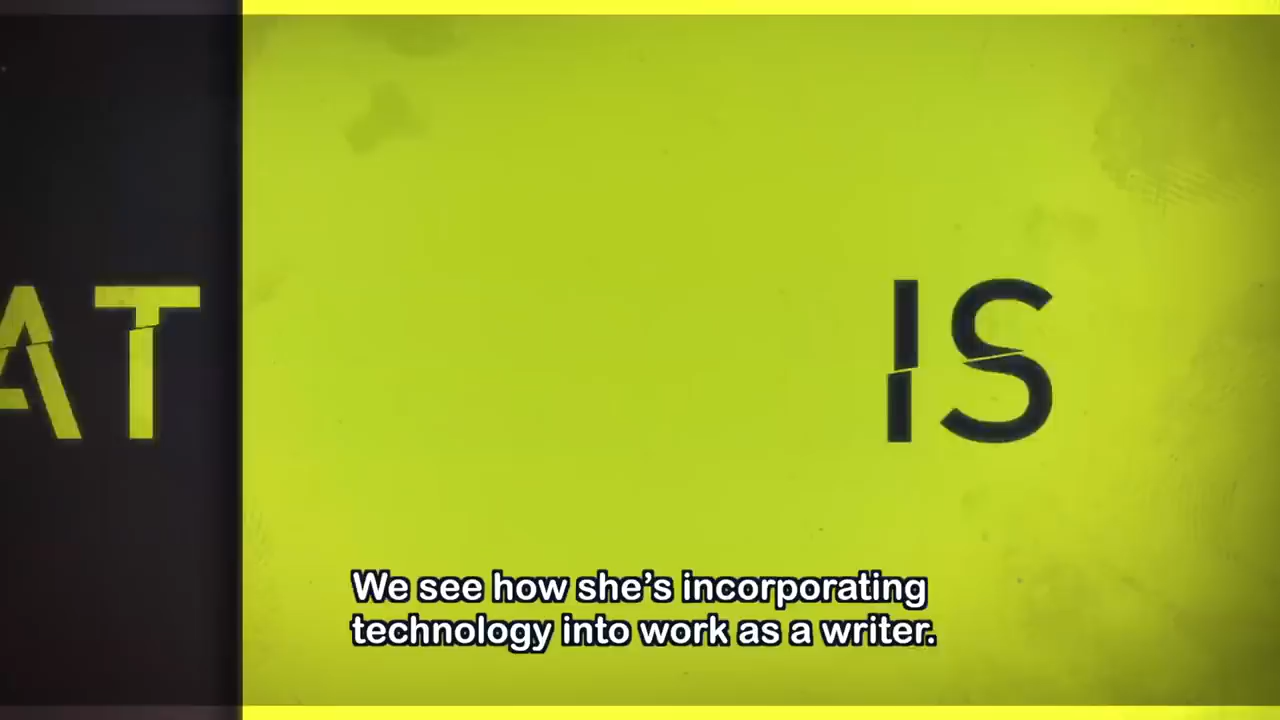 AT IS
We see how she's incorporating
technology into work as a writer.